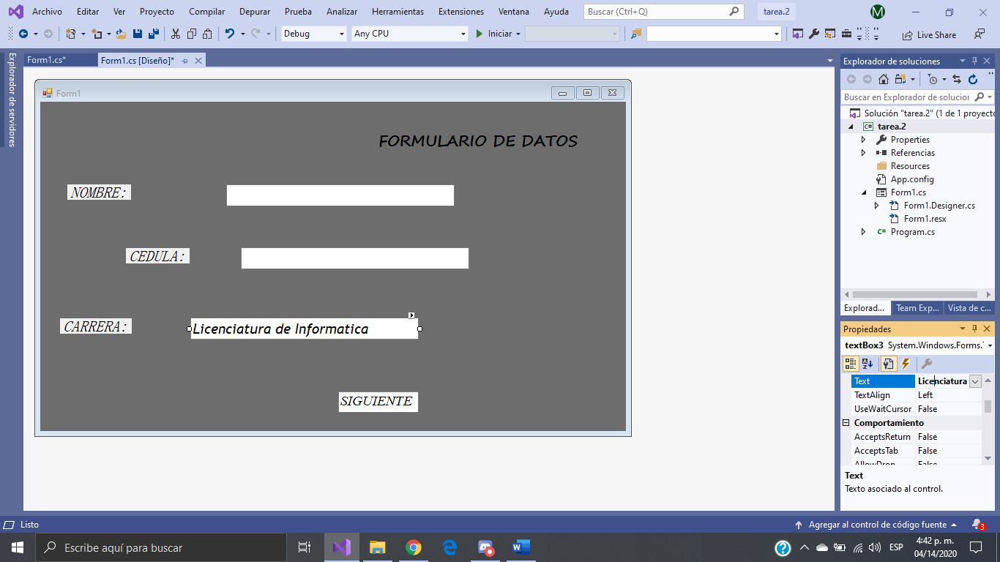 Archivo Editar Ver Proyecto Compilar Depurar Prueba Analizar Herramientas Extensiones Ventana Ayuda Buscar (Ctrl+Q) tarea.2 M
Debug Any CPU Iniciar Live Share
Explorador de servidores
Form1.cs* Form1.cs [Diseño]*
Form1
FORMULARIO DE DATOS
NOMBRE:
CEDULA:
CARRERA: Licenciatura de Informatica
SIGUIENTE
Explorador de soluciones
Buscar en Explorador de solucior
Solución "tarea.2" (1 de 1 proyecto
C# tarea.2
Properties
Referencias
Resources
App.config
Form1.cs
Form1.Designer.cs
Form1.resx
C# Program.cs
Explorad... Team Exp... Vista de c...
Propiedades
textBox3 System.Windows.Forms.
Text Licenciatura
TextAlign Left
UseWaitCursor False
Comportamiento
AcceptsReturn False
AcceptsTab False
AllowDrop False
Text
Texto asociado al control.
Listo Agregar al control de código fuente 3
Escribe aquí para buscar ESP 4:42 p. m.
04/14/2020